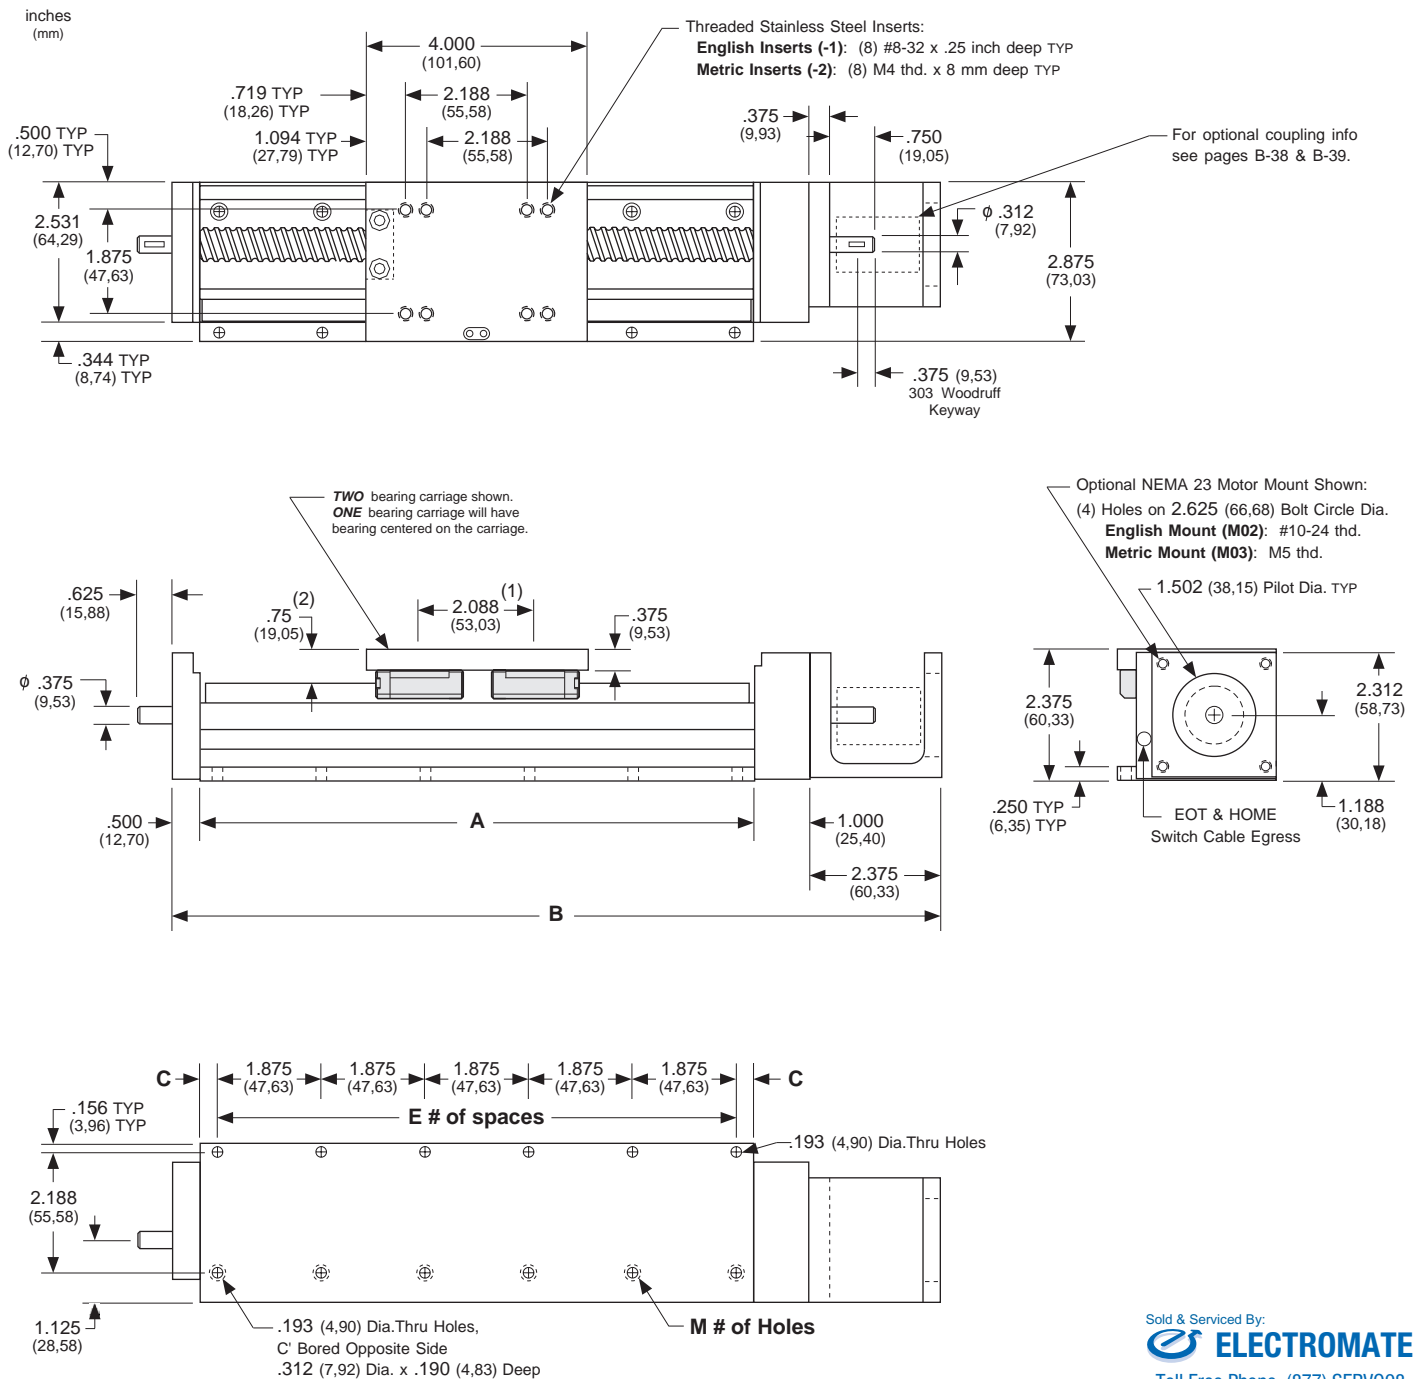 inches
(mm)
Threaded Stainless Steel Inserts:
English Inserts (-1): (8) #8-32 x .25 inch deep TYP
Metric Inserts (-2): (8) M4 thd. x 8 mm deep TYP
4.000
(101,60)
.719 TYP
(18,26) TYP
2.188
(55,58)
.500 TYP
(12,70) TYP
1.094 TYP
(27,79) TYP
2.188
(55,58)
.375
(9,93)
.750
(19,05)
For optional coupling info
see pages B-38 & B-39.
2.531
(64,29)
1.875
(47,63)
ϕ .312
(7,92)
2.875
(73,03)
.344 TYP
(8,74) TYP
.375 (9,53)
303 Woodruff
Keyway
TWO bearing carriage shown.
ONE bearing carriage will have
bearing centered on the carriage.
Optional NEMA 23 Motor Mount Shown:
(4) Holes on 2.625 (66,68) Bolt Circle Dia.
English Mount (M02): #10-24 thd.
Metric Mount (M03): M5 thd.
1.502 (38,15) Pilot Dia. TYP
.625
(15,88)
(2)
.75
(19,05)
(1)
2.088
(53,03)
.375
(9,53)
ϕ .375
(9,53)
2.375
(60,33)
2.312
(58,73)
.500
(12,70)
A
1.000
(25,40)
.250 TYP
(6,35) TYP
EOT & HOME
Switch Cable Egress
1.188
(30,18)
2.375
(60,33)
B
C
1.875
(47,63)
1.875
(47,63)
1.875
(47,63)
1.875
(47,63)
1.875
(47,63)
C
.156 TYP
(3,96) TYP
E # of spaces
.193 (4,90) Dia.Thru Holes
2.188
(55,58)
1.125
(28,58)
.193 (4,90) Dia.Thru Holes,
C' Bored Opposite Side
.312 (7,92) Dia. x .190 (4,83) Deep
M # of Holes
Sold & Serviced By:
ELECTROMATE
Toll Free Phone (877) SERVO98